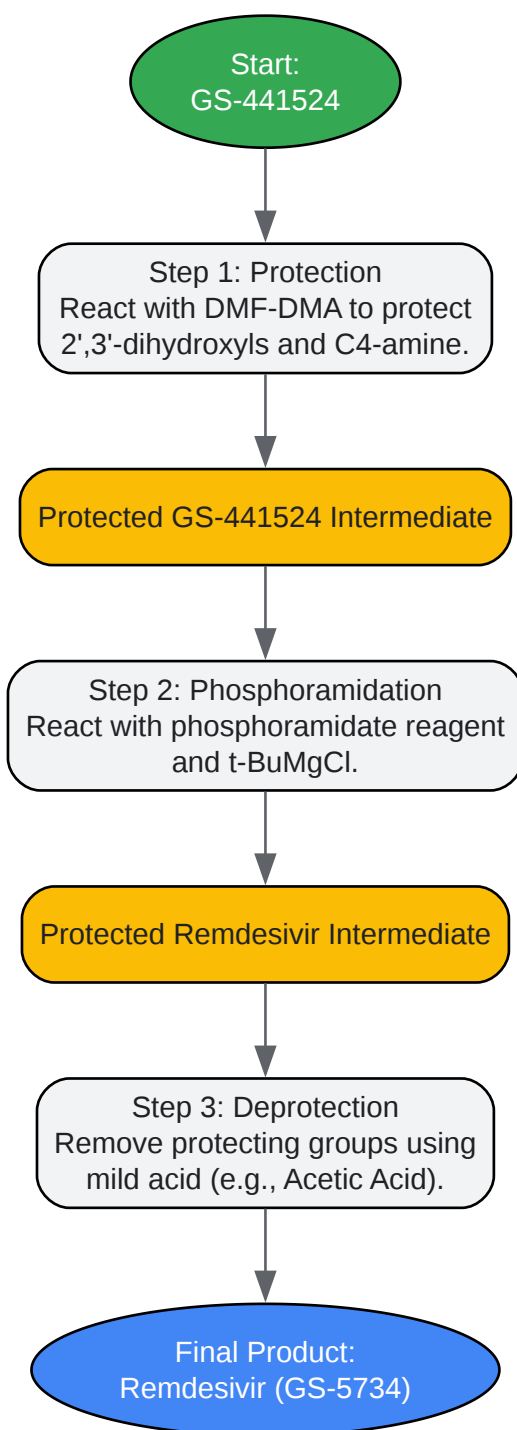 Start:
GS-441524
Step 1: Protection
React with DMF-DMA to protect
2',3'-dihydroxyls and C4-amine.
Protected GS-441524 Intermediate
Step 2: Phosphoramidation
React with phosphoramidate reagent
and t-BuMgCl.
Protected Remdesivir Intermediate
Step 3: Deprotection
Remove protecting groups using
mild acid (e.g., Acetic Acid).
Final Product:
Remdesivir (GS-5734)